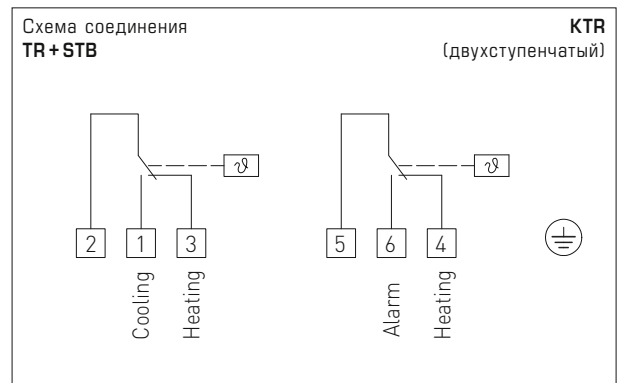 Схема соединения
TR+STB
KTR
(двухступенчатый)
ϑ
ϑ
2 1 3
Cooling
Heating
5 6 4
Alarm
Heating